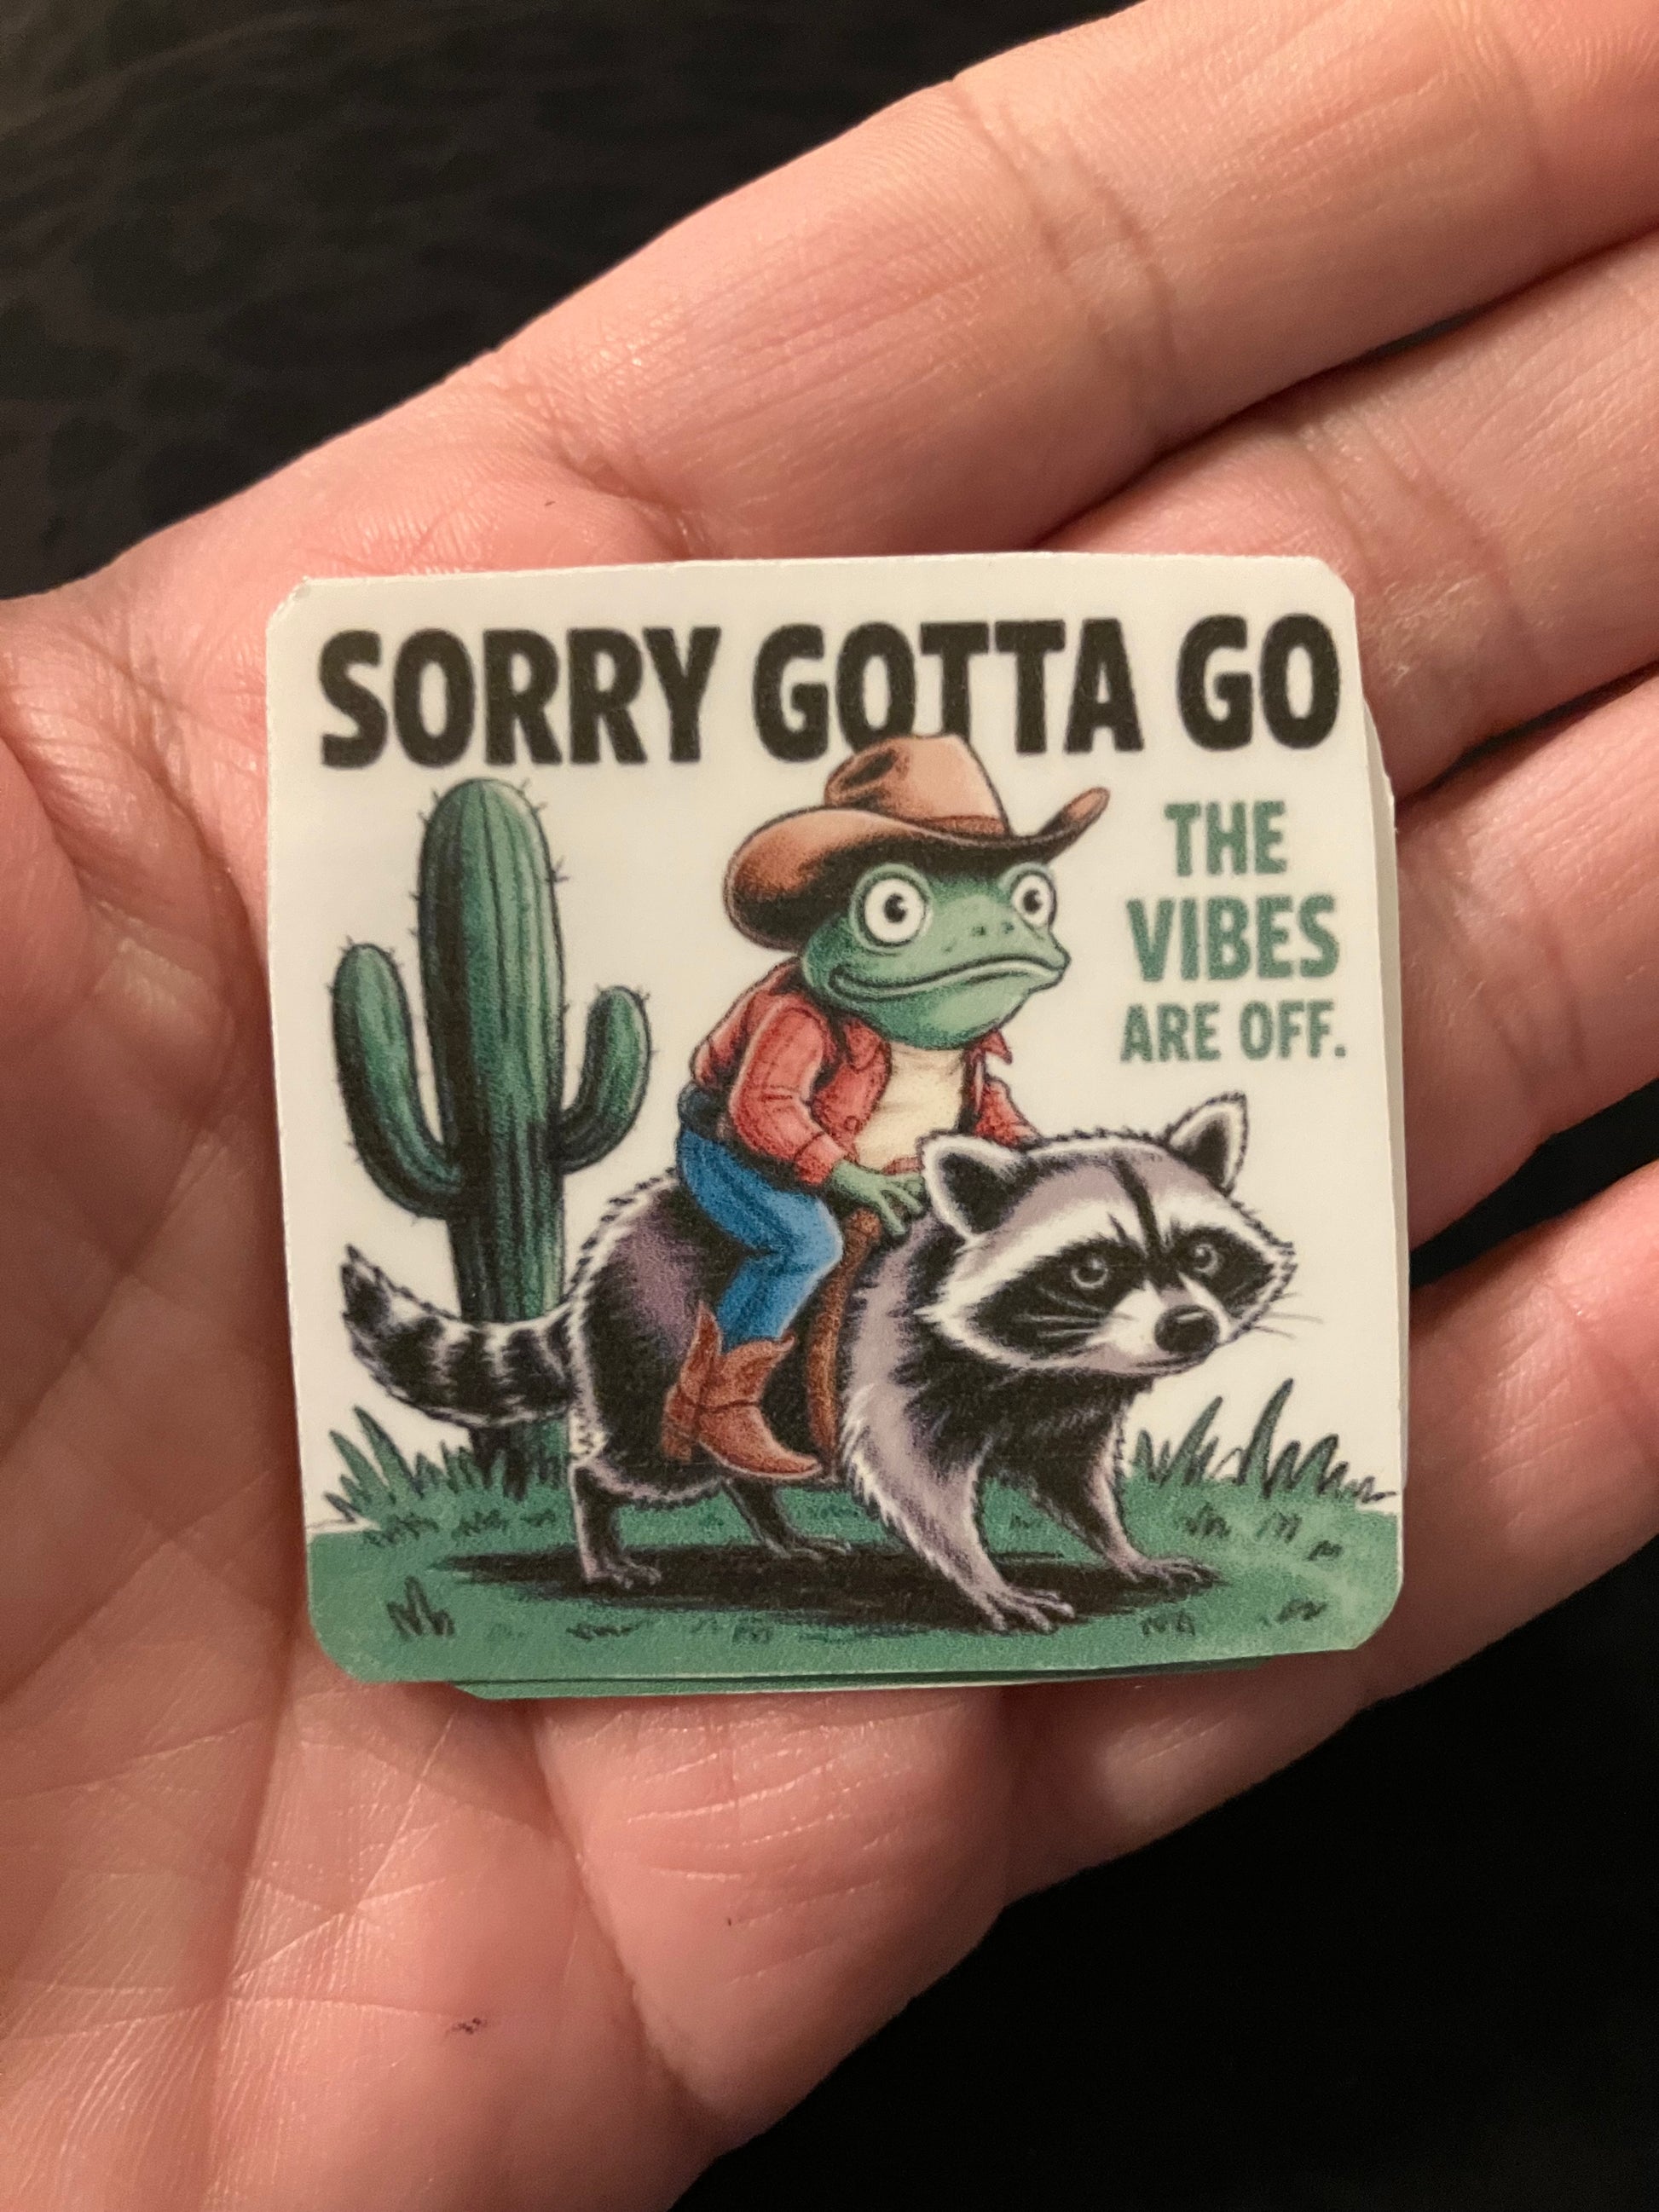 SORRY GOTTA GO
THE
VIBES
ARE OFF.